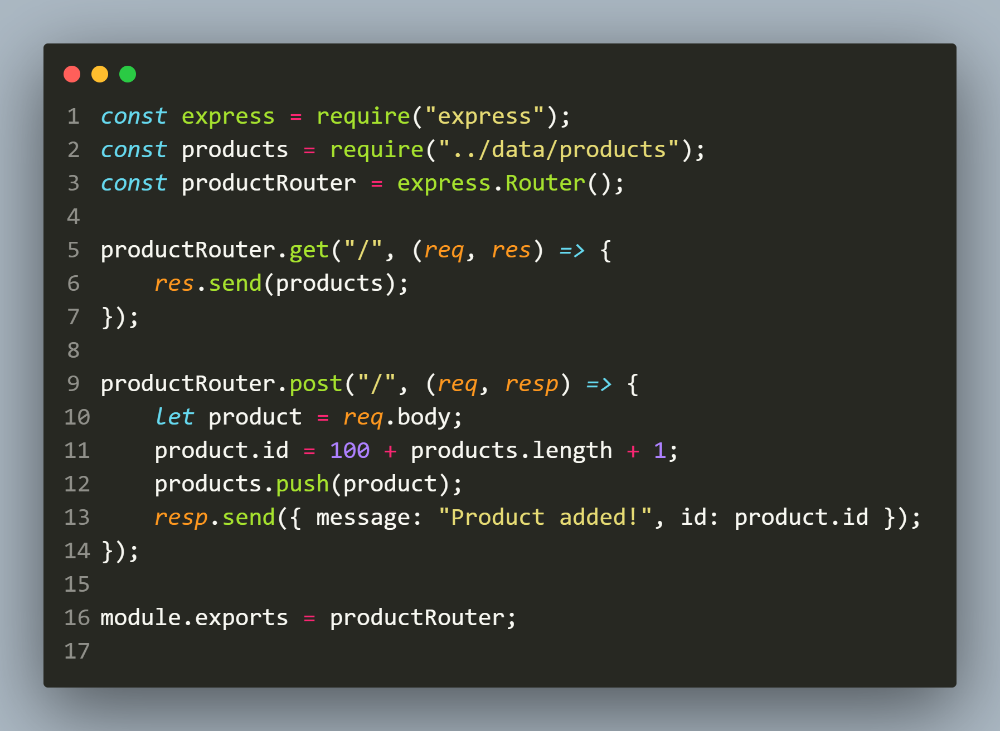 1 const express = require("express");
2 const products = require("../data/products");
3 const productRouter = express.Router();
4
5 productRouter.get("/", (req, res) => {
6     res.send(products);
7 });
8
9 productRouter.post("/", (req, resp) => {
10     let product = req.body;
11     product.id = 100 + products.length + 1;
12     products.push(product);
13     resp.send({ message: "Product added!", id: product.id });
14 });
15
16 module.exports = productRouter;
17